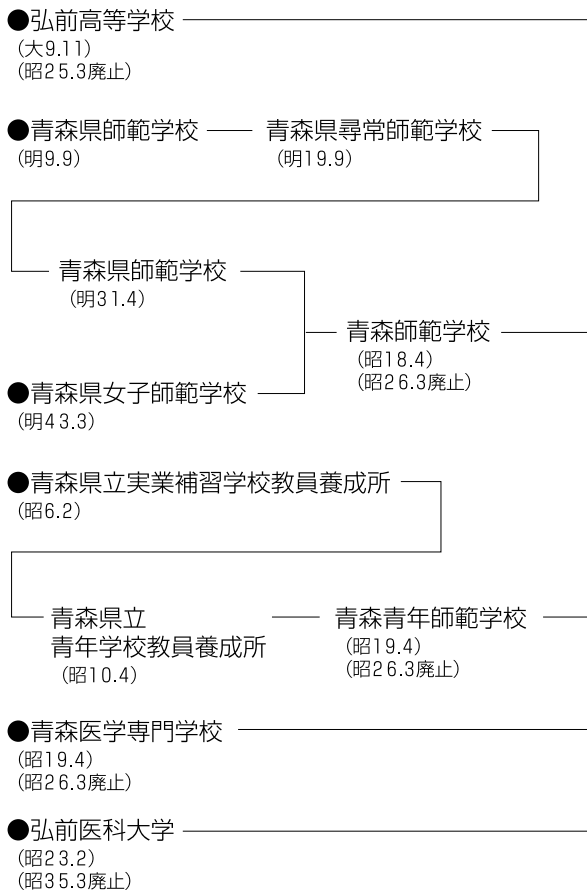 ●弘前高等学校
(大9.11)
(昭25.3廃止)
●青森県師範学校
(明9.9)
青森県尋常師範学校
(明19.9)
青森県師範学校
(明31.4)
青森師範学校
(昭18.4)
(昭26.3廃止)
●青森県女子師範学校
(明43.3)
●青森県立実業補習学校教員養成所
(昭6.2)
青森県立
青年学校教員養成所
(昭10.4)
青森青年師範学校
(昭19.4)
(昭26.3廃止)
●青森医学専門学校
(昭19.4)
(昭26.3廃止)
●弘前医科大学
(昭23.2)
(昭35.3廃止)